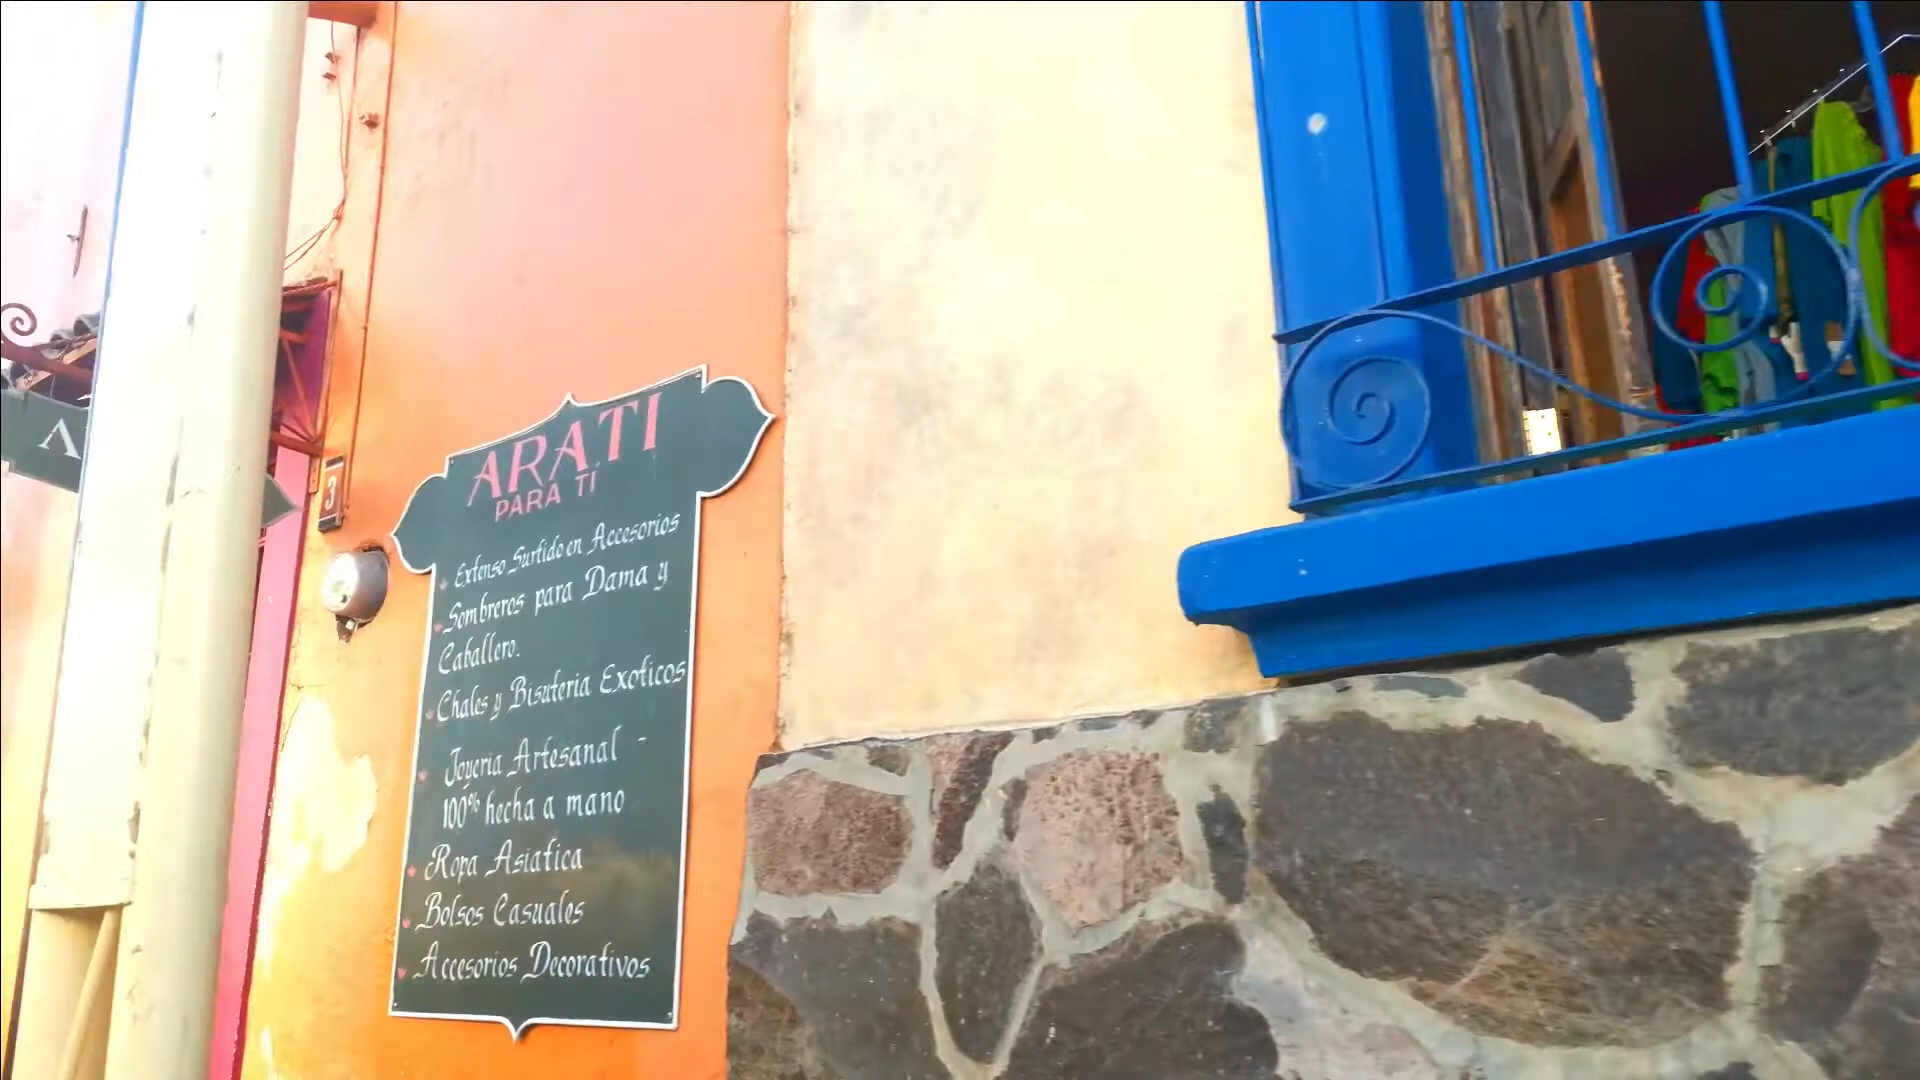 ARATI
PARA TÍ
Extenso Surtido en Accesorios
Sombreros para Dama y
Caballero.
Chales y Bisuteria Exoticos
Joyeria Artesanal -
100% hecha a mano
Ropa Asiatica
Bolsos Casuales
Accesorios Decorativos
3
A